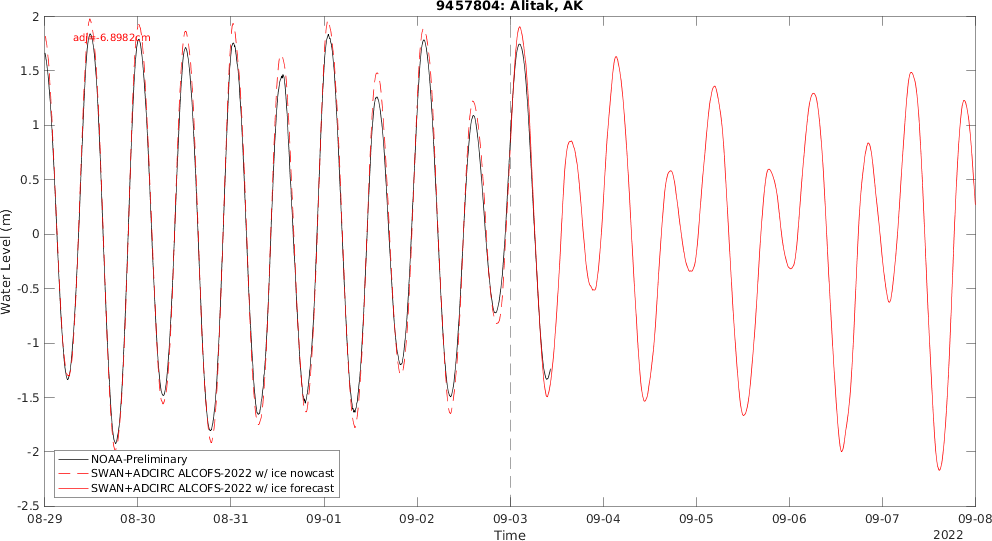 9457804: Alitak, AK
adj=-6.8982cm
2
1.5
1
0.5
0
-0.5
-1
-1.5
-2
-2.5
Water Level (m)
NOAA-Preliminary
SWAN+ADCIRC ALCOFS-2022 w/ ice nowcast
SWAN+ADCIRC ALCOFS-2022 w/ ice forecast
08-29 08-30 08-31 09-01 09-02 09-03 09-04 09-05 09-06 09-07 09-08
Time
2022